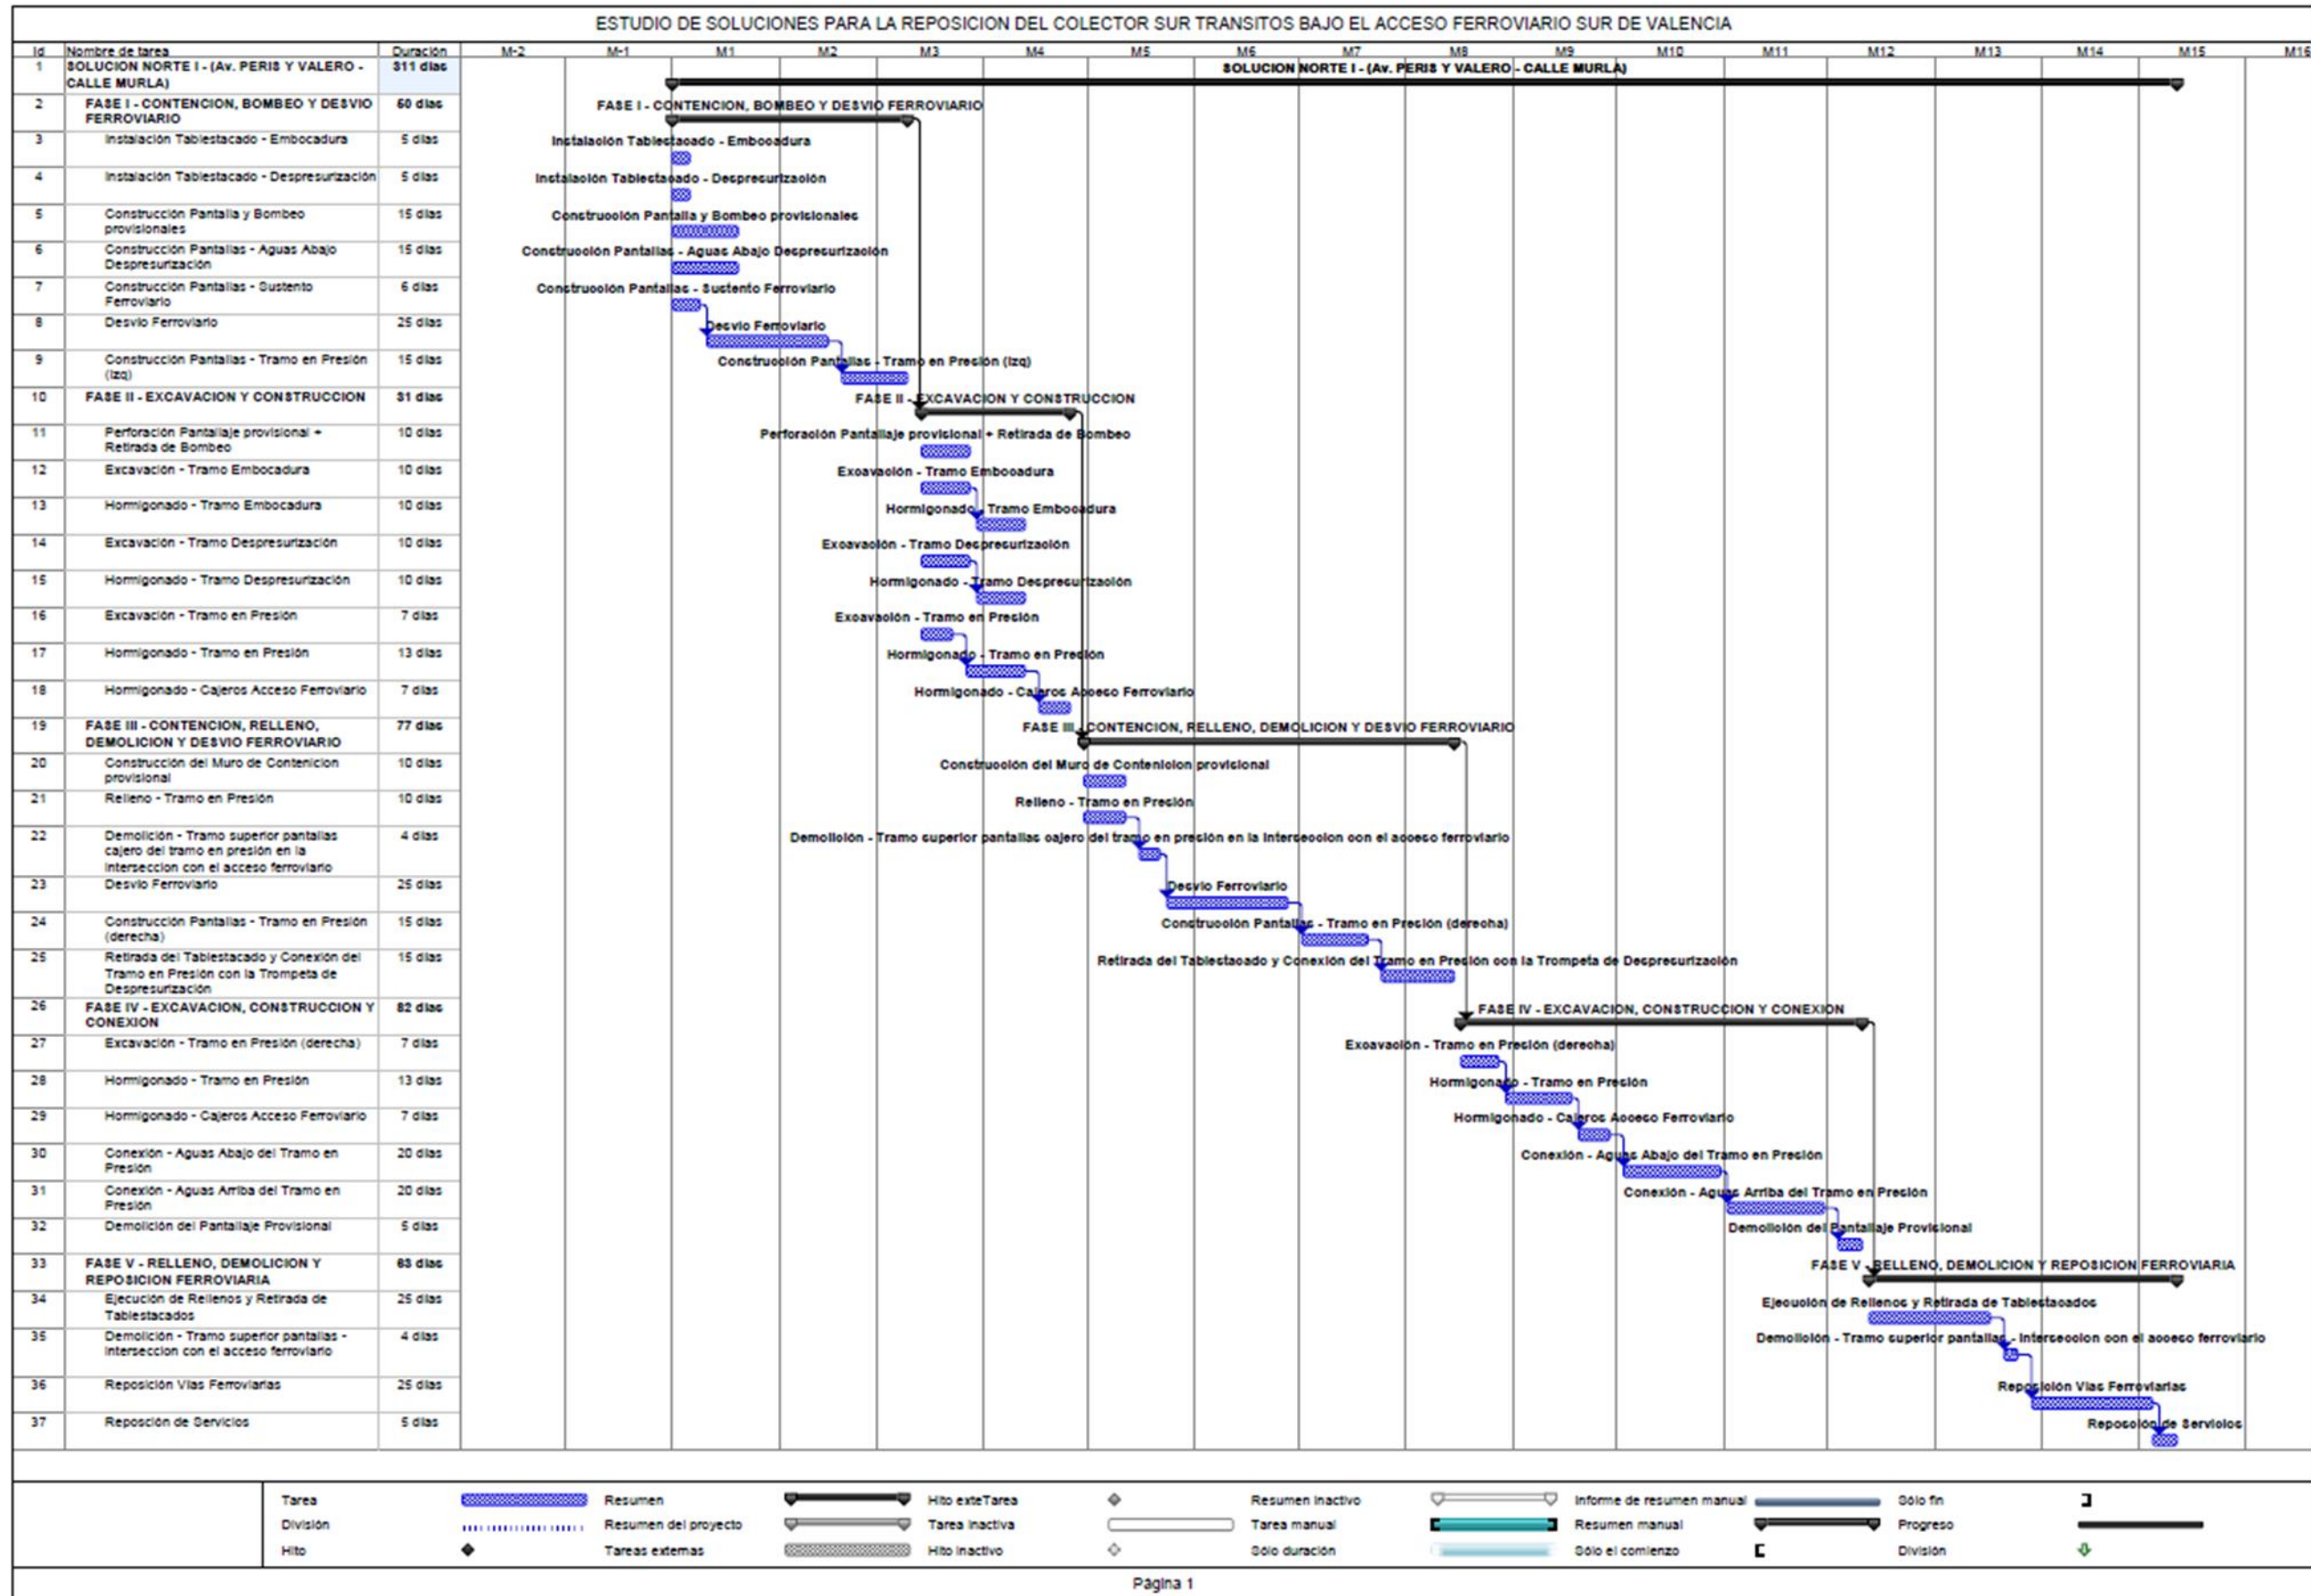 ESTUDIO DE SOLUCIONES PARA LA REPOSICION DEL COLECTOR SUR TRANSITOS BAJO EL ACCESO FERROVIARIO SUR DE VALENCIA
Id Nombre de tarea Duración M-2 M-1 M1 M2 M3 M4 M5 M6 M7 M8 M9 M10 M11 M12 M13 M14 M15 M16
1 SOLUCION NORTE I - (Av. PERIS Y VALERO - 311 días SOLUCION NORTE I - (Av. PERIS Y VALERO - CALLE MURLA)
CALLE MURLA)
2 FASE I - CONTENCION, BOMBEO Y DESVIO 50 días FASE I - CONTENCION, BOMBEO Y DESVIO FERROVIARIO
FERROVIARIO
3 Instalación Tablestacado - Embocadura 5 días Instalación Tablestacado - Embocadura
4 Instalación Tablestacado - Despresurización 5 días Instalación Tablestacado - Despresurización
5 Construcción Pantalla y Bombeo 15 días Construcción Pantalla y Bombeo provisionales
provisionales
6 Construcción Pantallas - Aguas Abajo 15 días Construcción Pantallas - Aguas Abajo Despresurización
Despresurización
7 Construcción Pantallas - Sustento 6 días Construcción Pantallas - Sustento Ferroviario
Ferroviario
8 Desvío Ferroviario 25 días Desvío Ferroviario
9 Construcción Pantallas - Tramo en Presión 15 días Construcción Pantallas - Tramo en Presión (izq)
(izq)
10 FASE II - EXCAVACION Y CONSTRUCCION 31 días FASE II - EXCAVACION Y CONSTRUCCION
11 Perforación Pantallaje provisional + 10 días Perforación Pantallaje provisional + Retirada de Bombeo
Retirada de Bombeo
12 Excavación - Tramo Embocadura 10 días Excavación - Tramo Embocadura
13 Hormigonado - Tramo Embocadura 10 días Hormigonado - Tramo Embocadura
14 Excavación - Tramo Despresurización 10 días Excavación - Tramo Despresurización
15 Hormigonado - Tramo Despresurización 10 días Hormigonado - Tramo Despresurización
16 Excavación - Tramo en Presión 7 días Excavación - Tramo en Presión
17 Hormigonado - Tramo en Presión 13 días Hormigonado - Tramo en Presión
18 Hormigonado - Cajeros Acceso Ferroviario 7 días Hormigonado - Cajeros Acceso Ferroviario
19 FASE III - CONTENCION, RELLENO, 77 días FASE III - CONTENCION, RELLENO, DEMOLICION Y DESVIO FERROVIARIO
DEMOLICION Y DESVIO FERROVIARIO
20 Construcción del Muro de Contenicion 10 días Construcción del Muro de Contenicion provisional
provisional
21 Relleno - Tramo en Presión 10 días Relleno - Tramo en Presión
22 Demolición - Tramo superior pantallas 4 días Demolición - Tramo superior pantallas cajero del tramo en presión en la interseccion con el acceso ferroviario
cajero del tramo en presión en la
interseccion con el acceso ferroviario
23 Desvío Ferroviario 25 días Desvío Ferroviario
24 Construcción Pantallas - Tramo en Presión 15 días Construcción Pantallas - Tramo en Presión (derecha)
(derecha)
25 Retirada del Tablestacado y Conexión del 15 días Retirada del Tablestacado y Conexión del Tramo en Presión con la Trompeta de Despresurización
Tramo en Presión con la Trompeta de
Despresurización
26 FASE IV - EXCAVACION, CONSTRUCCION Y 82 días FASE IV - EXCAVACION, CONSTRUCCION Y CONEXION
CONEXION
27 Excavación - Tramo en Presión (derecha) 7 días Excavación - Tramo en Presión (derecha)
28 Hormigonado - Tramo en Presión 13 días Hormigonado - Tramo en Presión
29 Hormigonado - Cajeros Acceso Ferroviario 7 días Hormigonado - Cajeros Acceso Ferroviario
30 Conexión - Aguas Abajo del Tramo en 20 días Conexión - Aguas Abajo del Tramo en Presión
Presión
31 Conexión - Aguas Arriba del Tramo en 20 días Conexión - Aguas Arriba del Tramo en Presión
Presión
32 Demolición del Pantallaje Provisional 5 días Demolición del Pantallaje Provisional
33 FASE V - RELLENO, DEMOLICION Y 63 días FASE V - RELLENO, DEMOLICION Y REPOSICION FERROVIARIA
REPOSICION FERROVIARIA
34 Ejecución de Rellenos y Retirada de 25 días Ejecución de Rellenos y Retirada de Tablestacados
Tablestacados
35 Demolición - Tramo superior pantallas - 4 días Demolición - Tramo superior pantallas - Interseccion con el acceso ferroviario
Interseccion con el acceso ferroviario
36 Reposición Vías Ferroviarias 25 días Reposición Vías Ferroviarias
37 Reposción de Servicios 5 días Reposción de Servicios
Tarea Resumen Hito exteTarea Resumen inactivo Informe de resumen manual Sólo fin
División Resumen del proyecto Tarea inactiva Tarea manual Resumen manual Progreso
Hito Tareas externas Hito inactivo Sólo duración Sólo el comienzo División
Página 1